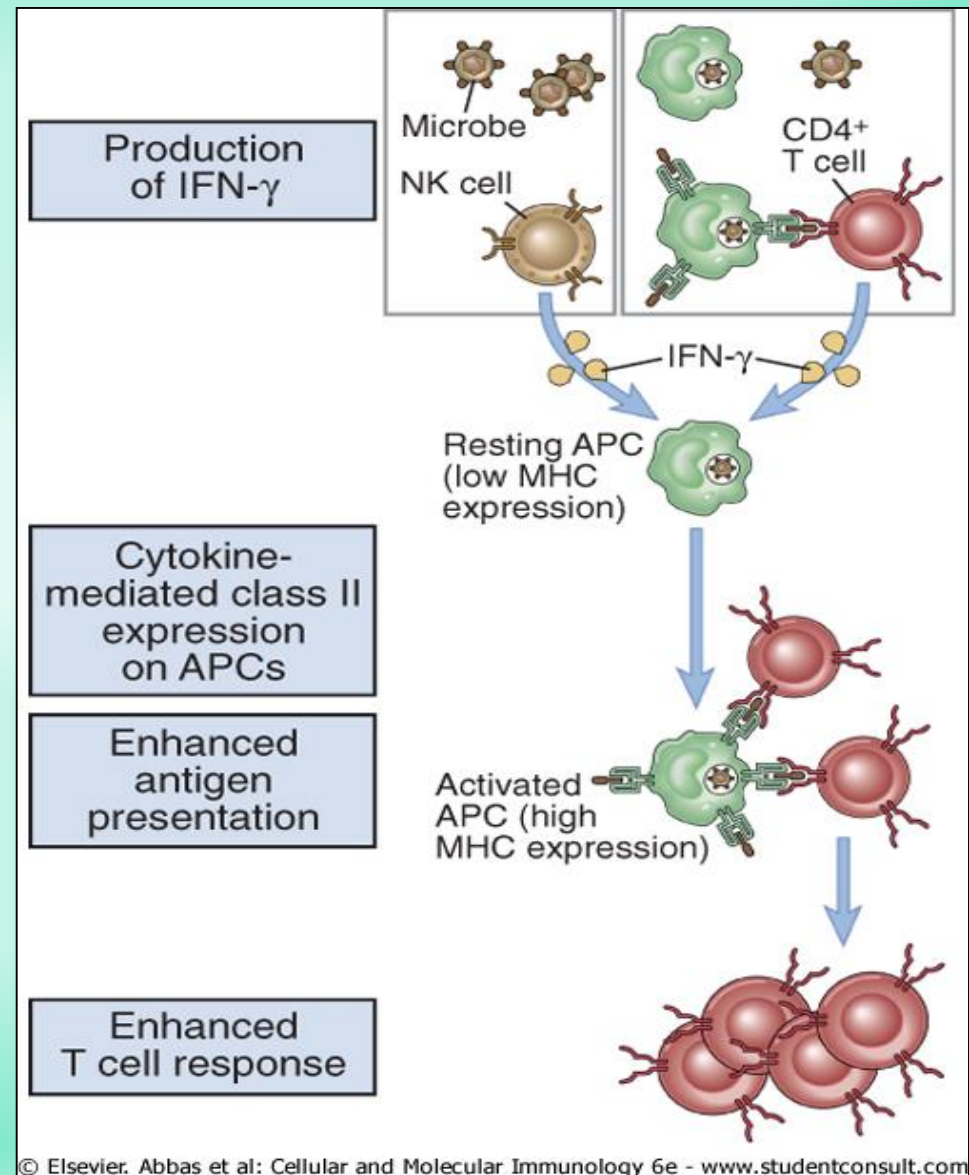 Production
of IFN-γ
Microbe
NK cell
CD4⁺
T cell
IFN-γ
Resting APC
(low MHC
expression)
Cytokine-
mediated class II
expression
on APCs
Enhanced
antigen
presentation
Activated
APC (high
MHC expression)
Enhanced
T cell response
© Elsevier. Abbas et al: Cellular and Molecular Immunology 6e - www.studentconsult.com